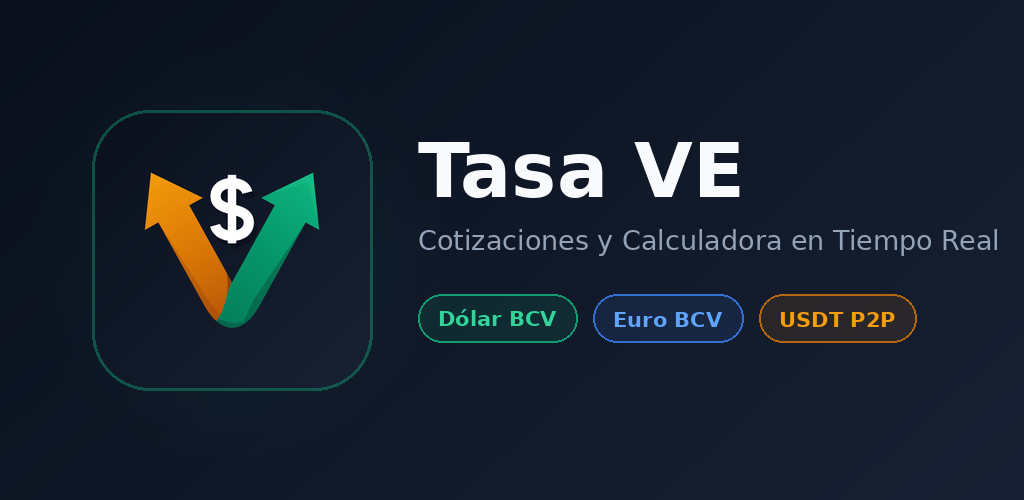 $
Tasa VE
Cotizaciones y Calculadora en Tiempo Real
Dólar BCV Euro BCV USDT P2P